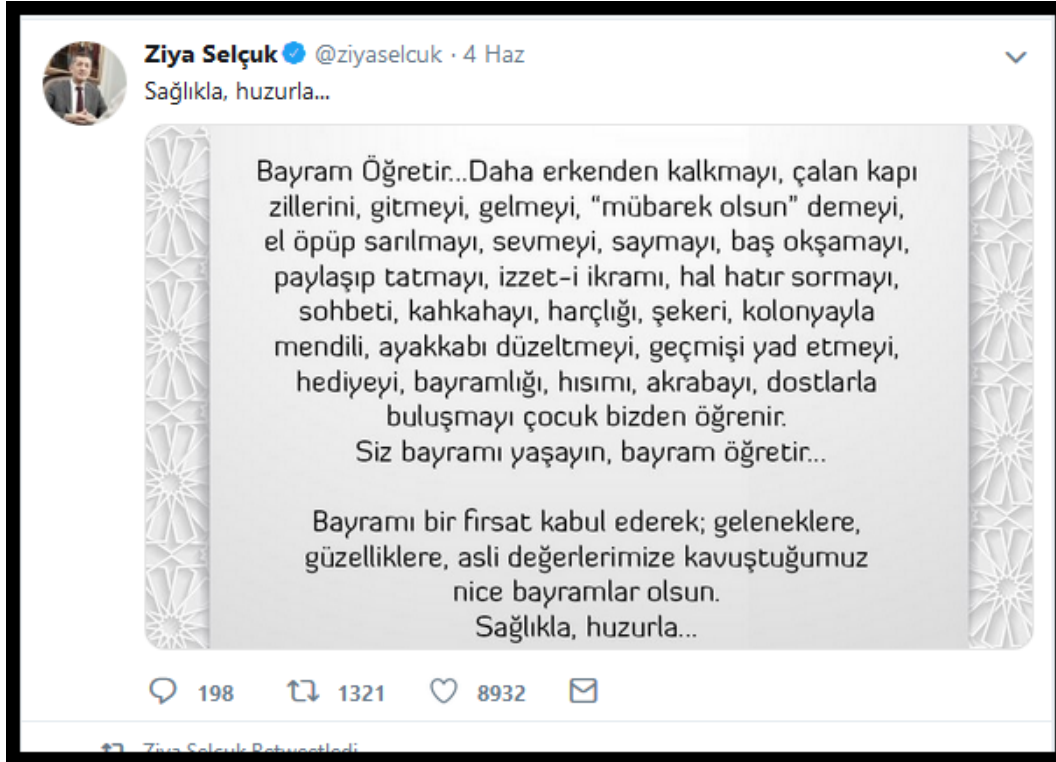 Ziya Selçuk @ziyaselcuk · 4 Haz
Sağlıkla, huzurla...
Bayram Öğretir...Daha erkenden kalkmayı, çalan kapı
zillerini, gitmeyi, gelmeyi, “mübarek olsun” demeyi,
el öpüp sarılmayı, sevmeyi, saymayı, baş okşamayı,
paylaşıp tatmayı, izzet-i ikramı, hal hatır sormayı,
sohbeti, kahkahayı, harçlığı, şekeri, kolonyayla
mendili, ayakkabı düzeltmeyi, geçmişi yad etmeyi,
hediyeyi, bayramlığı, hısımı, akrabayı, dostlarla
buluşmayı çocuk bizden öğrenir.
Siz bayramı yaşayın, bayram öğretir...
Bayramı bir fırsat kabul ederek; geleneklere,
güzelliklere, asli değerlerimize kavuştuğumuz
nice bayramlar olsun.
Sağlıkla, huzurla...
198 1321 8932
Ziya Selçuk Retweetledi